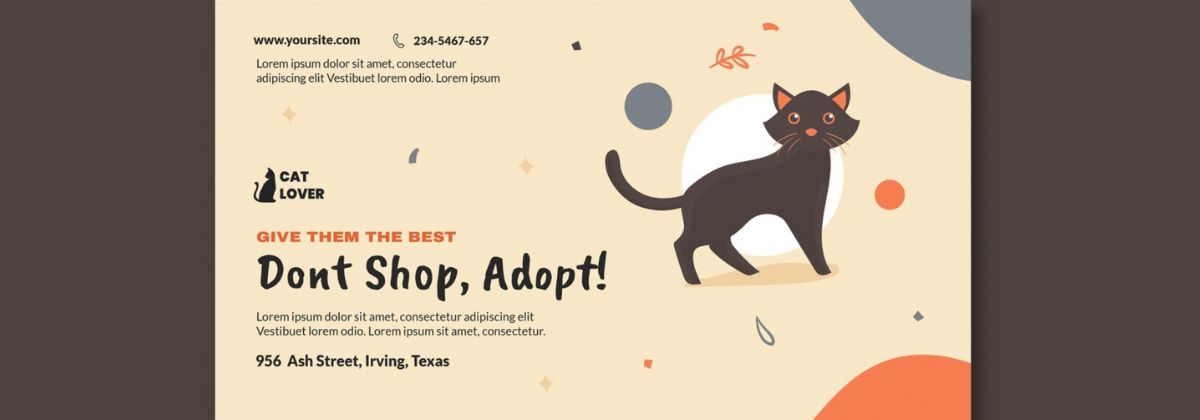 www.yoursite.com 234-5467-657
Lorem ipsum dolor sit amet, consectetur
adipiscing elit Vestibuet lorem odio. Lorem ipsum
CAT
LOVER
GIVE THEM THE BEST
Dont Shop, Adopt!
Lorem ipsum dolor sit amet, consectetur adipiscing elit
Vestibuet lorem odio. Lorem ipsum sit amet, consectetur.
956 Ash Street, Irving, Texas